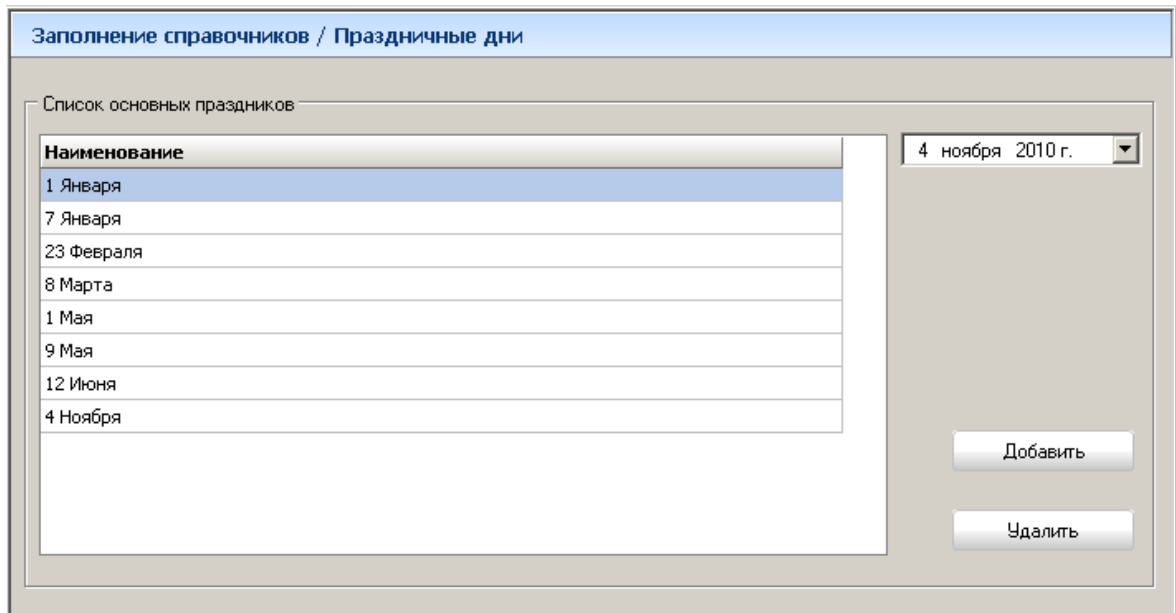 Заполнение справочников / Праздничные дни
Список основных праздников
Наименование
4 ноября 2010 г.
1 Января
7 Января
23 Февраля
8 Марта
1 Мая
9 Мая
12 Июня
4 Ноября
Добавить
Удалить